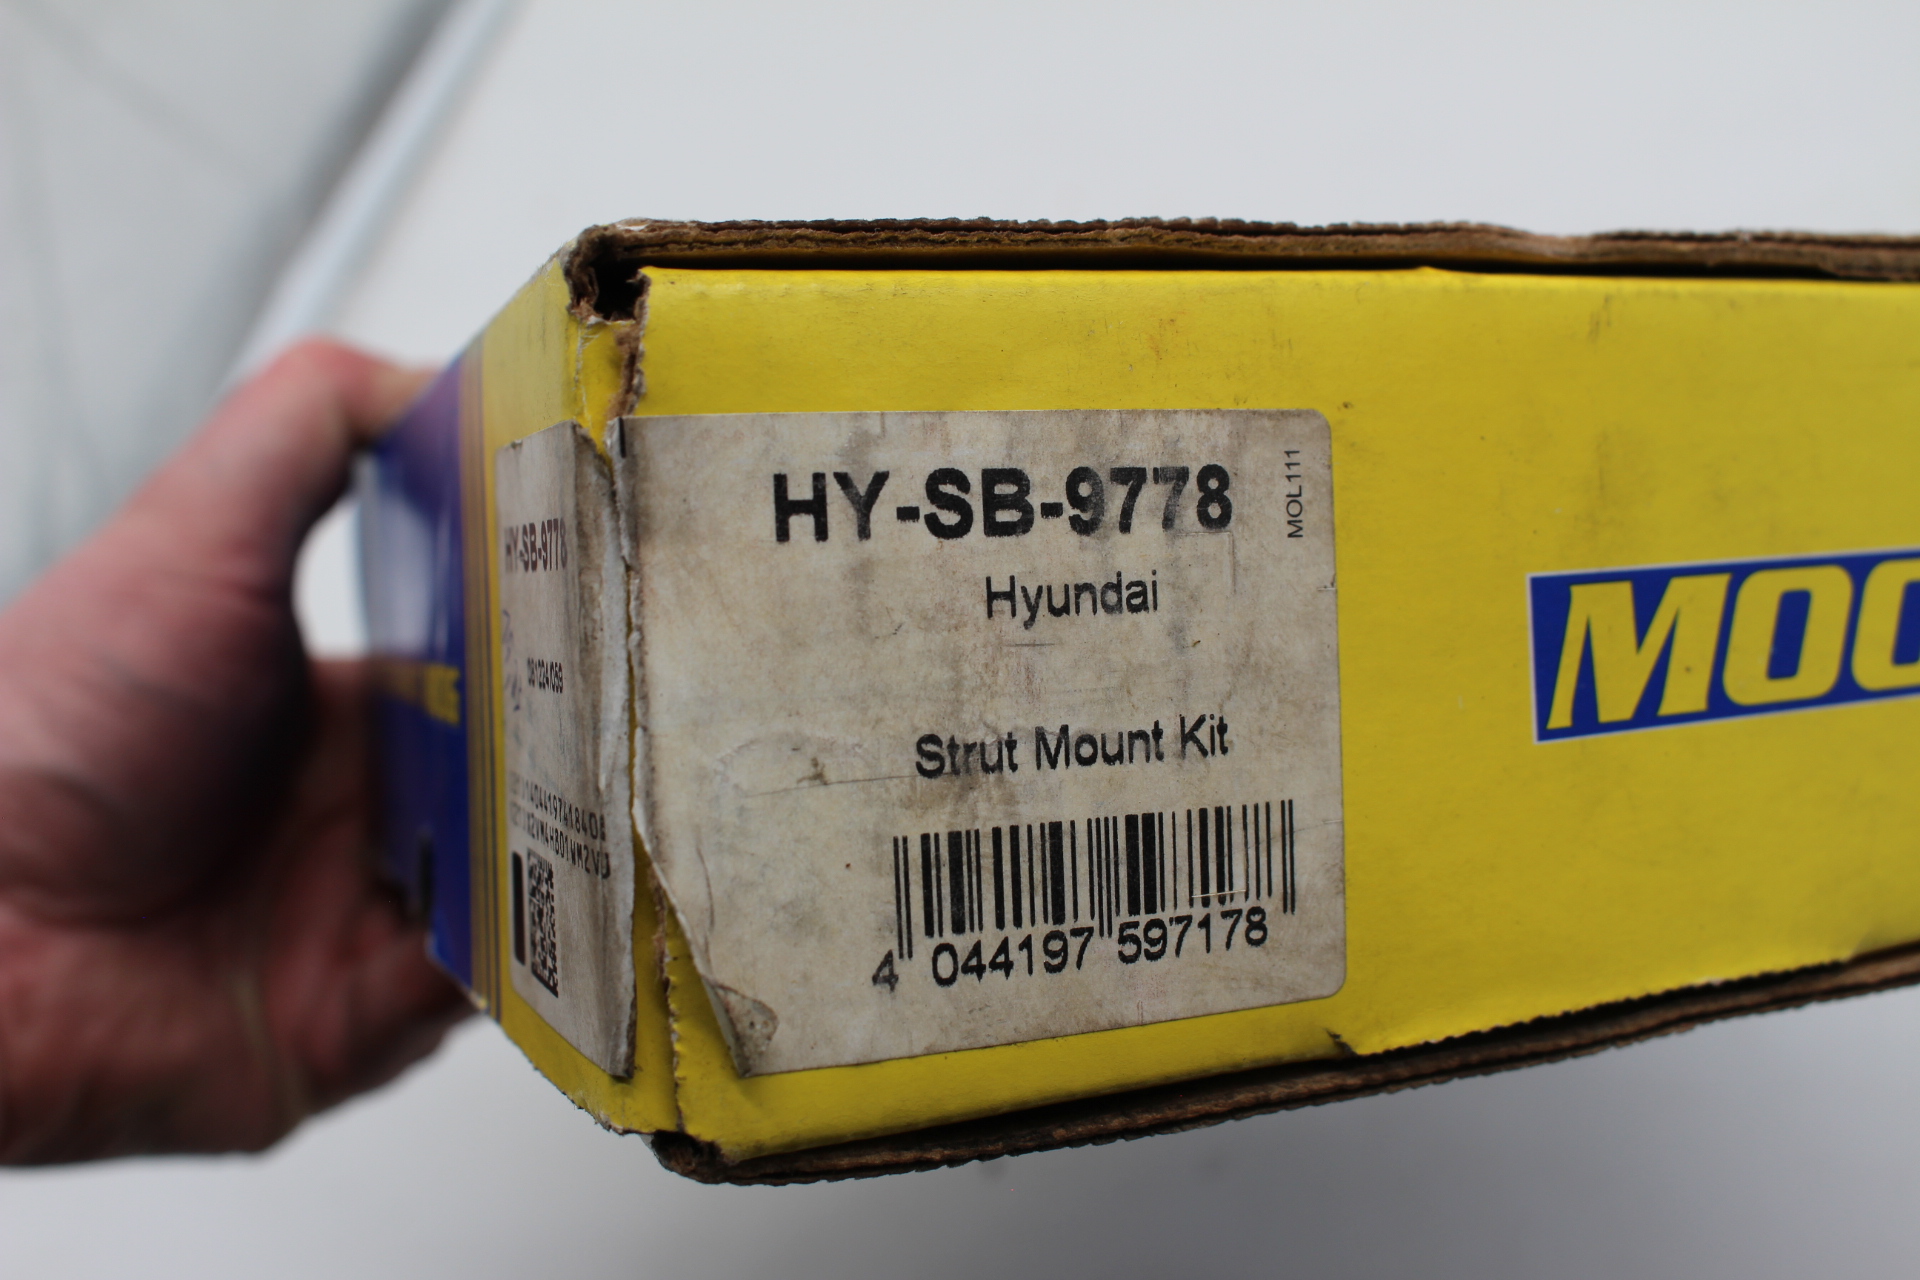 HY-SB-9778
MOL111
Hyundai
Strut Mount Kit
4 044197 597178
MOO
HY-SB-9778